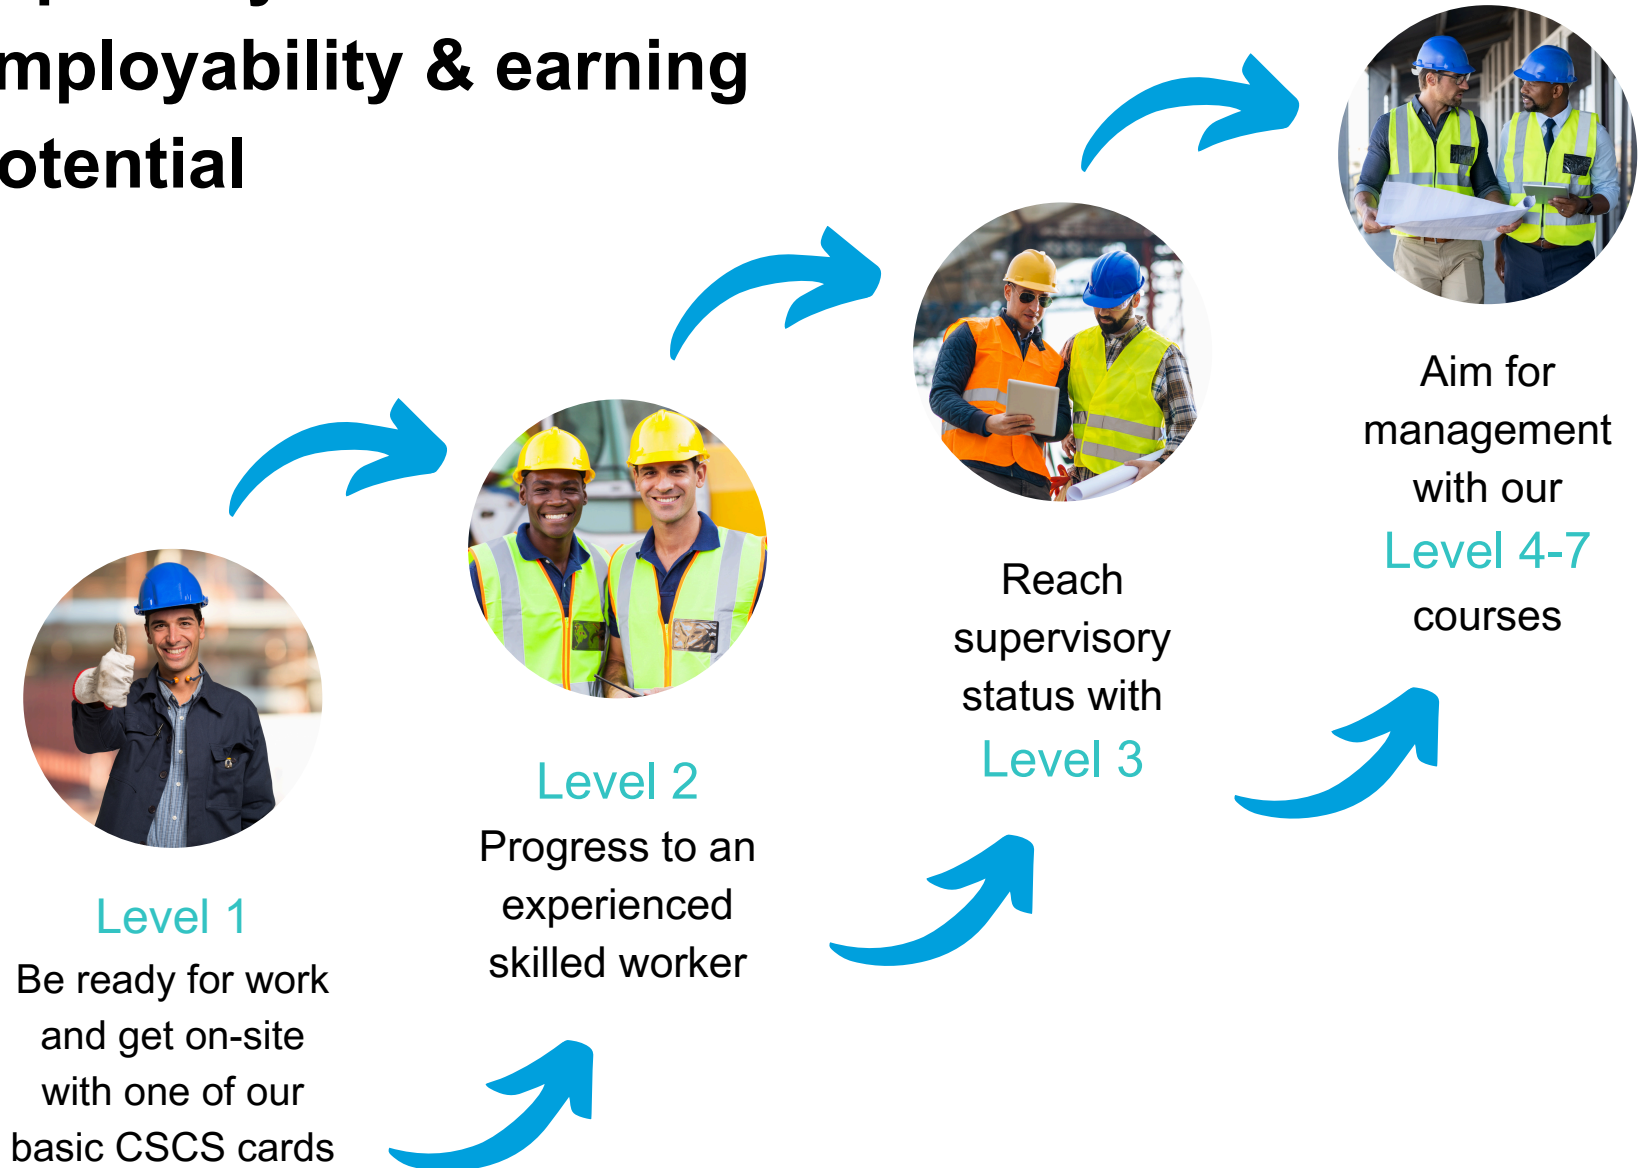 mployability & earning
otential
Level 1
Be ready for work
and get on-site
with one of our
basic CSCS cards
Level 2
Progress to an
experienced
skilled worker
Reach
supervisory
status with
Level 3
Aim for
management
with our
Level 4-7
courses